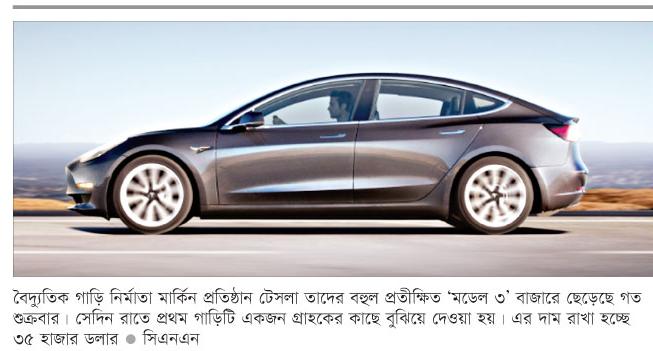 বৈদ্যুতিক গাড়ি নির্মাতা মার্কিন প্রতিষ্ঠান টেসলা তাদের বহুল প্রতীক্ষিত ‘মডেল ৩’ বাজারে ছেড়েছে গত
শুক্রবার। সেদিন রাতে প্রথম গাড়িটি একজন গ্রাহকের কাছে বুঝিয়ে দেওয়া হয়। এর দাম রাখা হচ্ছে
৩৫ হাজার ডলার ● সিএনএন